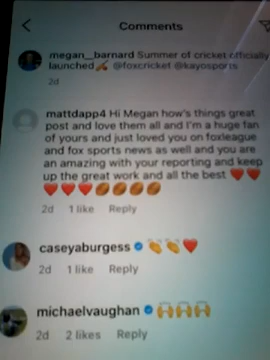 Comments
megan__barnard Summer of cricket officially
launched🏏 @foxcricket @kayosports
2d
mattdapp4 Hi Megan how's things great
post and love them all and I'm a huge fan
of yours and just loved you on foxleague
and fox sports news as well and you are
an amazing with your reporting and keep
up the great work and all the best ❤️❤️
❤️❤️❤️🏉🏉🏉🏉
2d 1 like Reply
caseyaburgess 👏👏❤️
2d 1 like Reply
michaelvaughan 🙌🙌🙌
2d 2 likes Reply